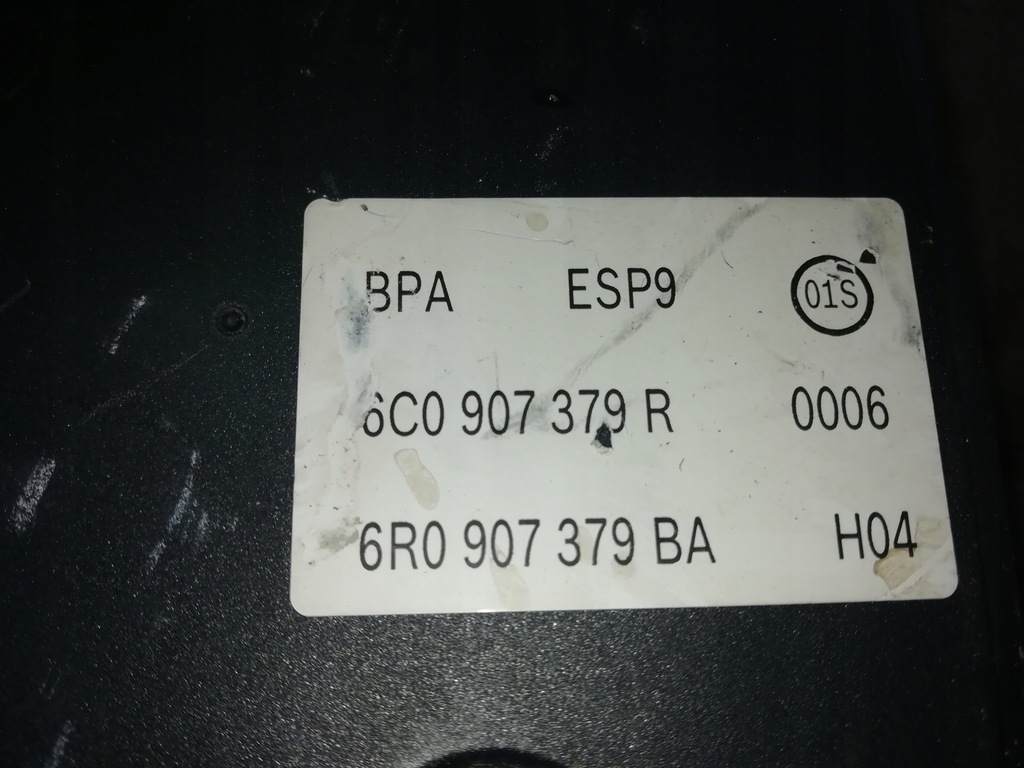 BPA ESP9 01S
6C0 907 379 R 0006
6R0 907 379 BA H04